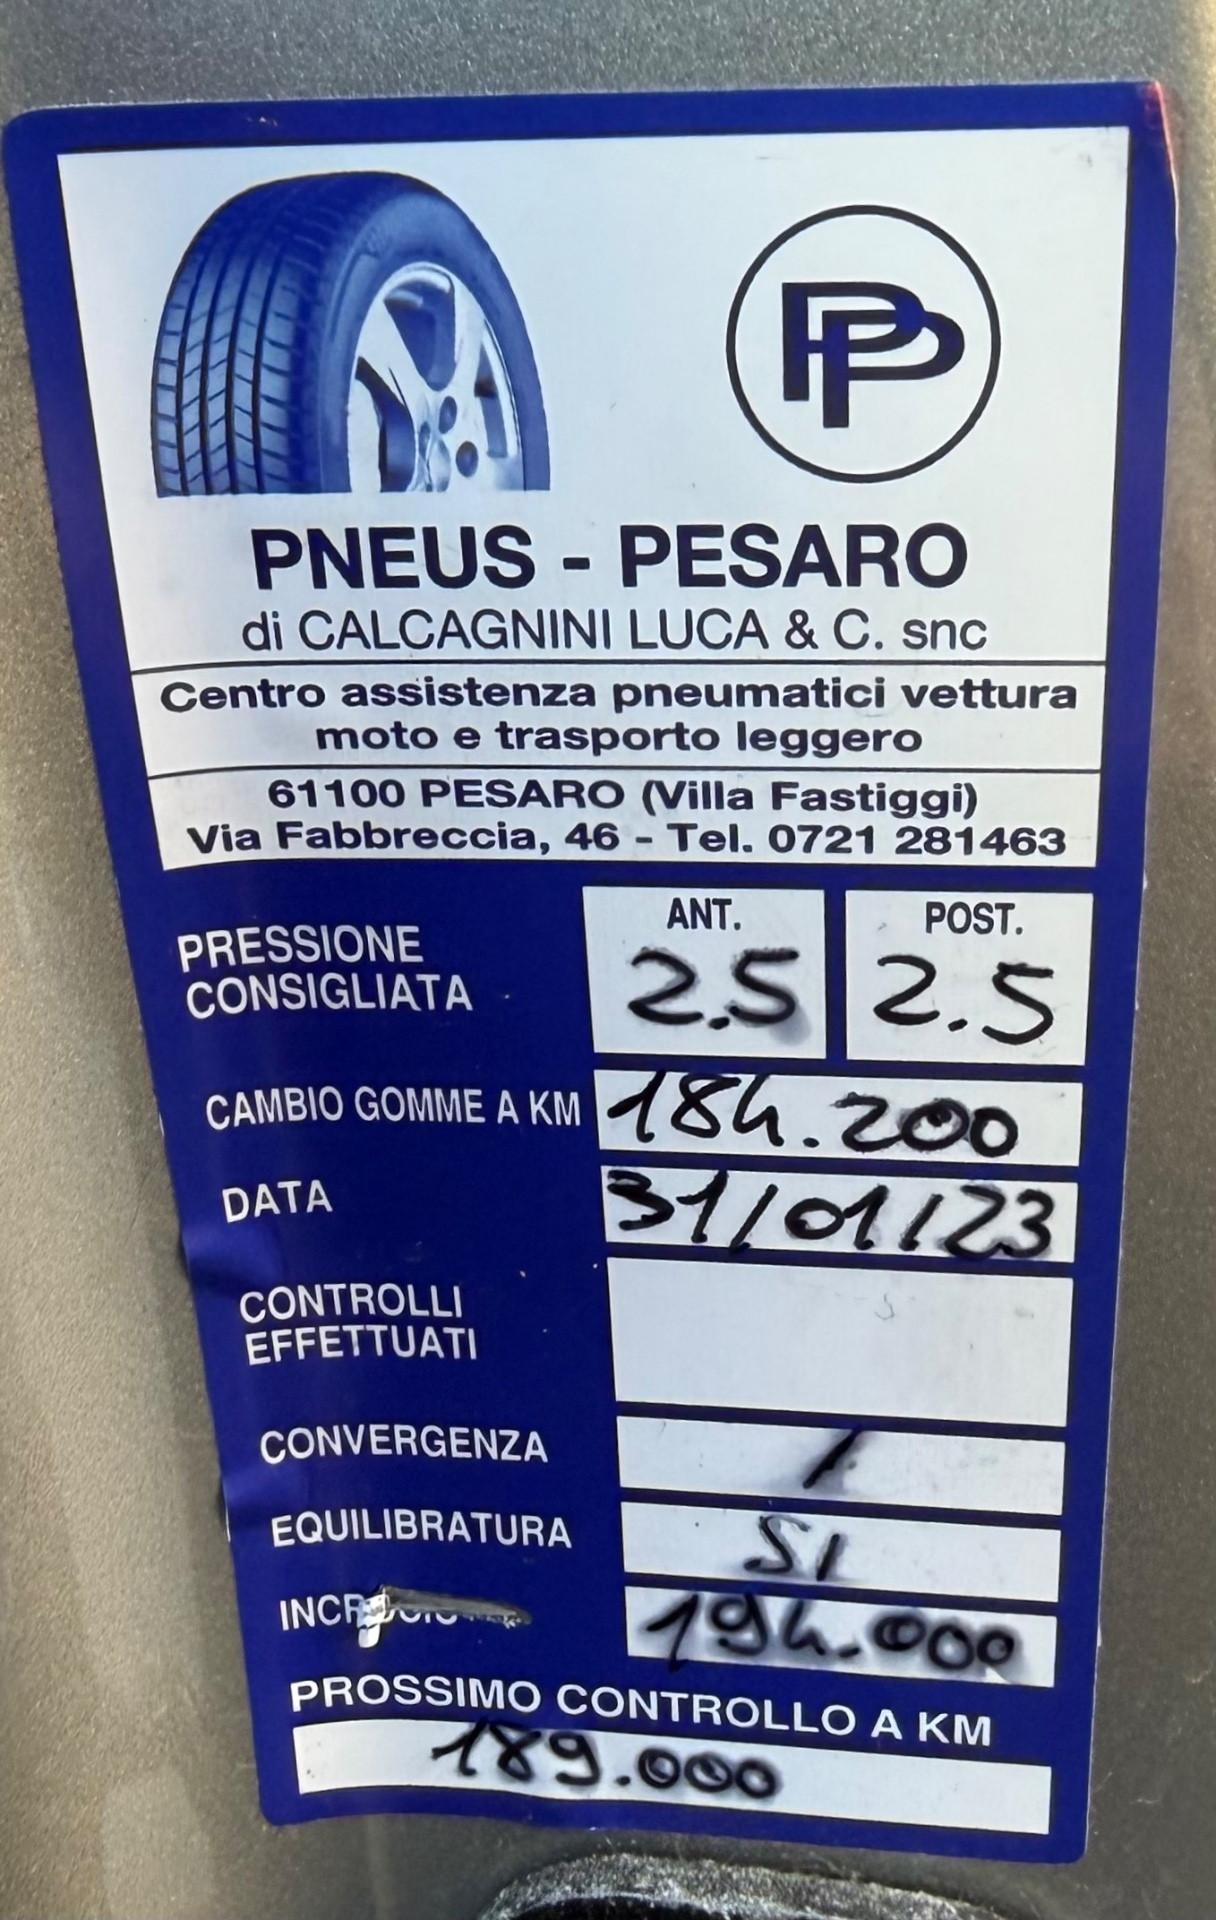 PP
PNEUS - PESARO
di CALCAGNINI LUCA & C. snc
Centro assistenza pneumatici vettura
moto e trasporto leggero
61100 PESARO (Villa Fastiggi)
Via Fabbreccia, 46 - Tel. 0721 281463
ANT. POST.
PRESSIONE
CONSIGLIATA 2.5 2.5
CAMBIO GOMME A KM 184.200
DATA 31/01/23
CONTROLLI
EFFETTUATI
CONVERGENZA /
EQUILIBRATURA SI
194.000
PROSSIMO CONTROLLO A KM
189.000